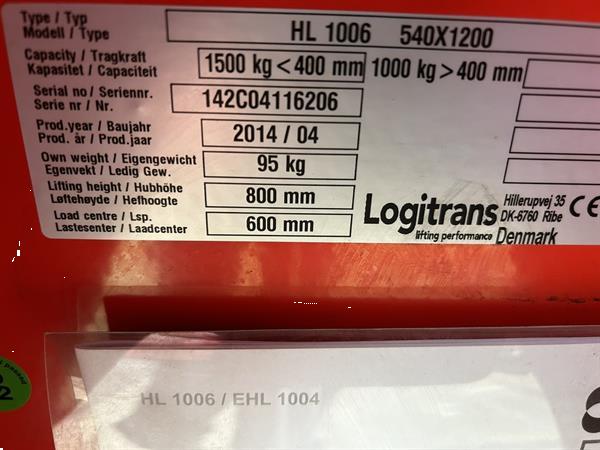 Type / Typ
Modell / Type
HL 1006 540X1200
Capacity / Tragkraft
Kapasitet / Capaciteit
1500 kg < 400 mm 1000 kg > 400 mm
Serial no / Seriennr.
Serie nr / Nr.
142C04116206
Prod.year / Baujahr
Prod. år / Prod.jaar
2014 / 04
Own weight / Eigengewicht
Egenvekt / Ledig Gew.
95 kg
Lifting height / Hubhöhe
Løftehøyde / Hefhoogte
800 mm
Load centre / Lsp.
Lastesenter / Laadcenter
600 mm
Logitrans
lifting performance
Hillerupvej 35
DK-6760 Ribe
Denmark
CE
HL 1006 / EHL 1004